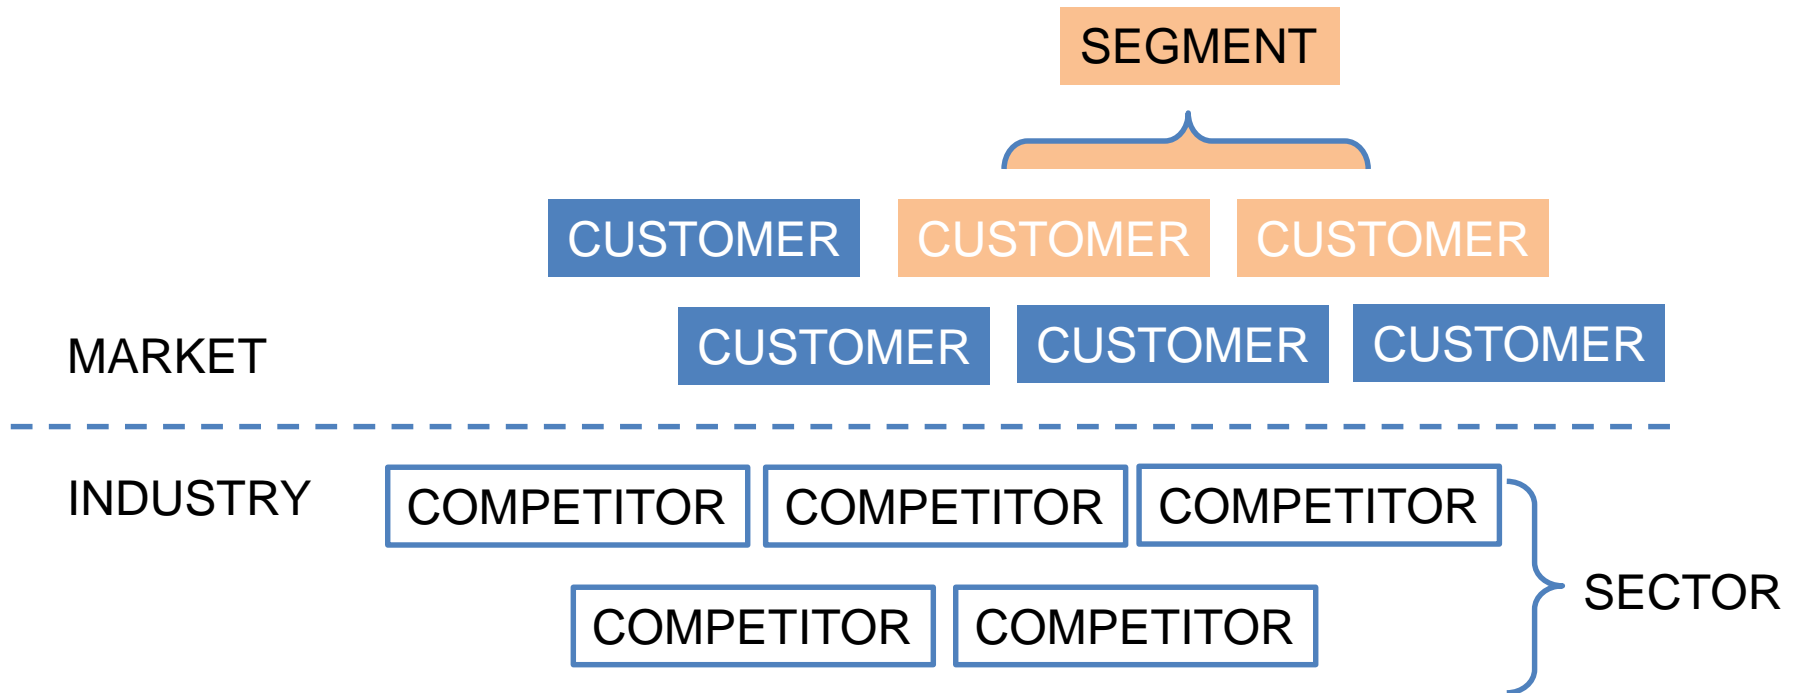 SEGMENT
CUSTOMER CUSTOMER CUSTOMER
MARKET CUSTOMER CUSTOMER CUSTOMER
INDUSTRY COMPETITOR COMPETITOR COMPETITOR
SECTOR
COMPETITOR COMPETITOR